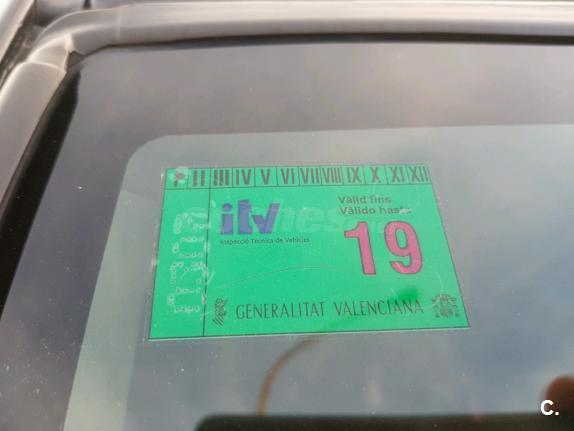 II III IV V VI VII VIII IX X XI XII
itv
Inspecció Técnica de Vehicles
Vàlid fins
Válido hasta
19
GENERALITAT VALENCIANA
C.